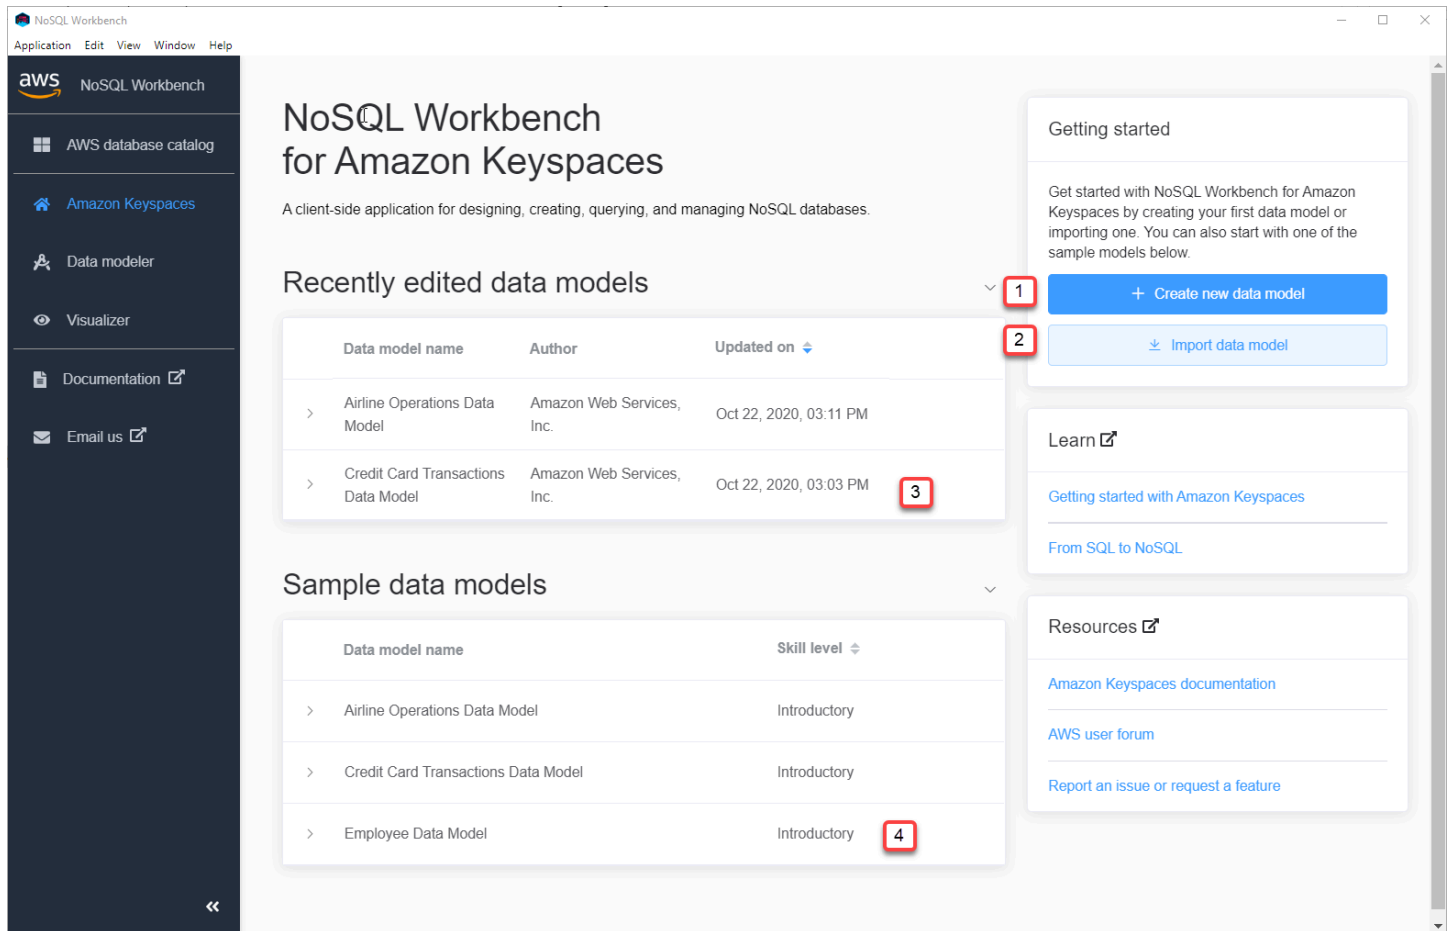 NoSQL Workbench
Application Edit View Window Help
aws NoSQL Workbench
AWS database catalog
Amazon Keyspaces
Data modeler
Visualizer
Documentation
Email us
NoSQL Workbench
for Amazon Keyspaces
A client-side application for designing, creating, querying, and managing NoSQL databases.
Recently edited data models
Data model name Author Updated on
Airline Operations Data
Model
Amazon Web Services,
Inc.
Oct 22, 2020, 03:11 PM
Credit Card Transactions
Data Model
Amazon Web Services,
Inc.
Oct 22, 2020, 03:03 PM
3
Sample data models
Data model name Skill level
Airline Operations Data Model Introductory
Credit Card Transactions Data Model Introductory
Employee Data Model Introductory
4
Getting started
Get started with NoSQL Workbench for Amazon
Keyspaces by creating your first data model or
importing one. You can also start with one of the
sample models below.
1
+ Create new data model
2
Import data model
Learn
Getting started with Amazon Keyspaces
From SQL to NoSQL
Resources
Amazon Keyspaces documentation
AWS user forum
Report an issue or request a feature